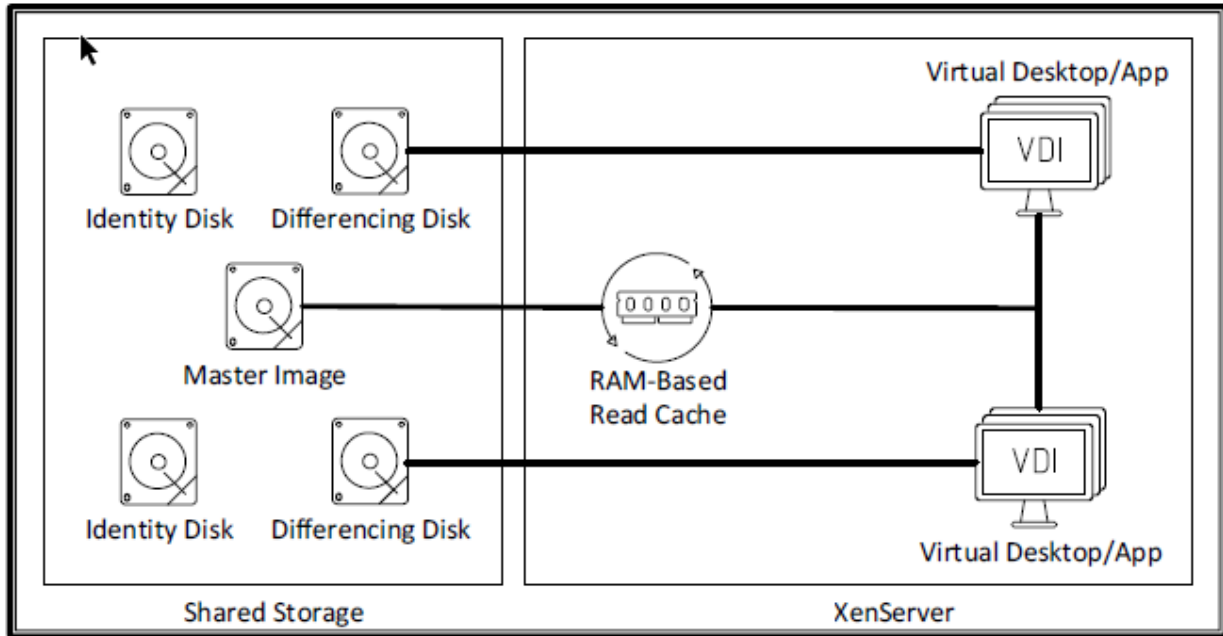 Virtual Desktop/App
VDI
Identity Disk
Differencing Disk
0000
Master Image
RAM-Based
Read Cache
VDI
Identity Disk
Differencing Disk
Virtual Desktop/App
Shared Storage
XenServer